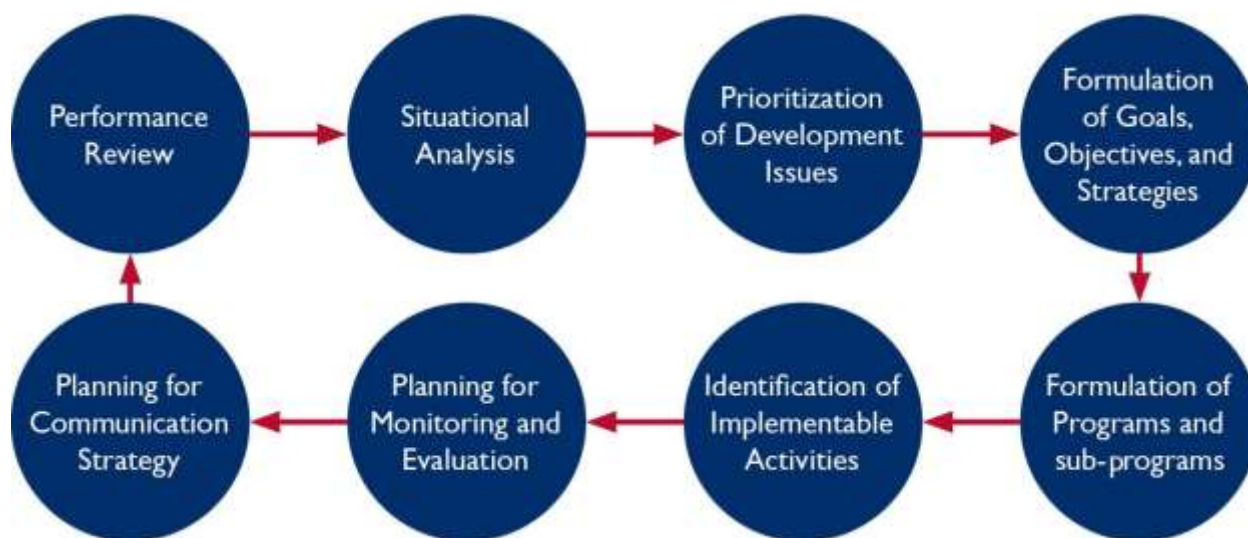 Performance
Review
Situational
Analysis
Prioritization
of Development
Issues
Formulation
of Goals,
Objectives, and
Strategies
Formulation of
Programs and
sub-programs
Identification of
Implementable
Activities
Planning for
Monitoring and
Evaluation
Planning for
Communication
Strategy